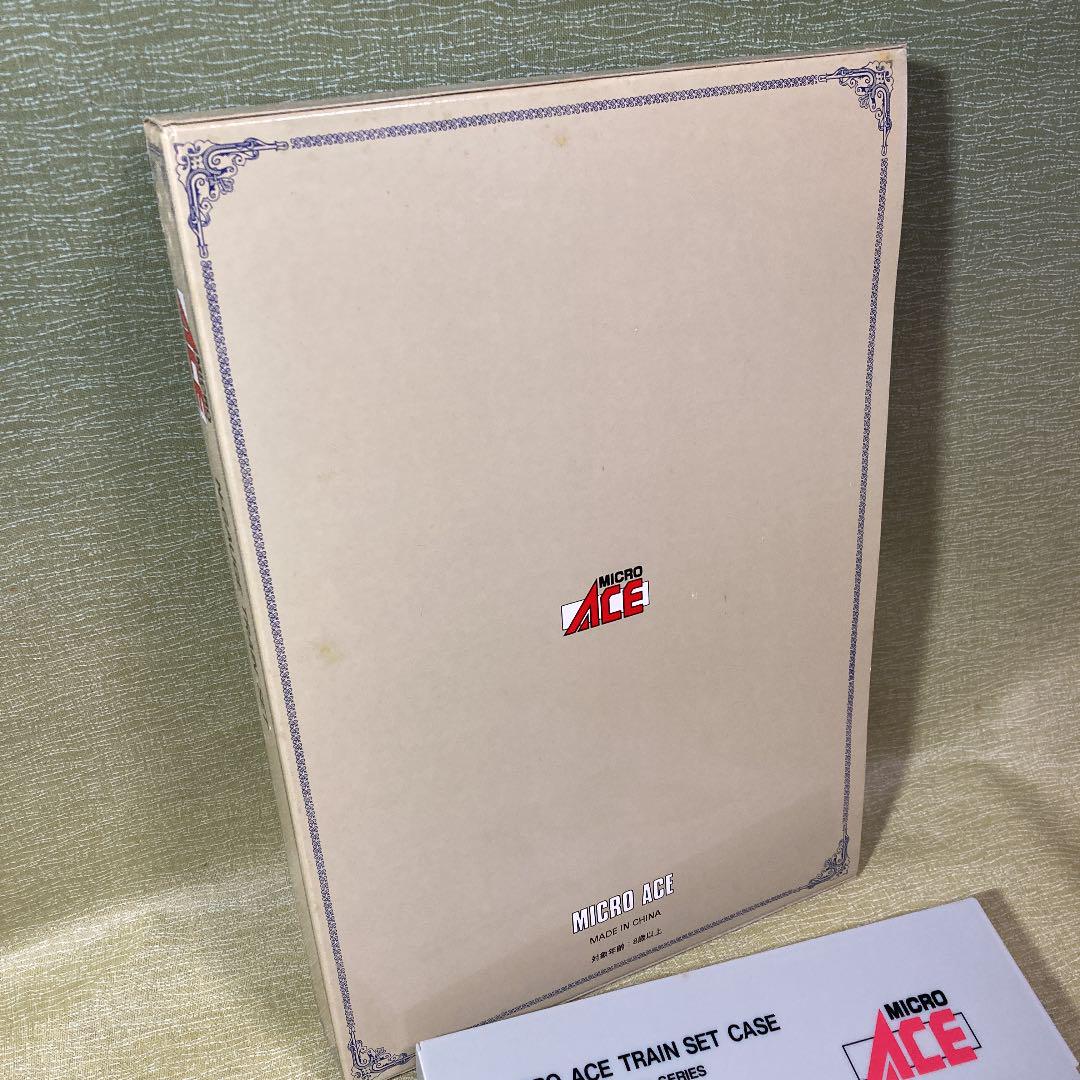 MICRO
ACE
MICRO ACE
MADE IN CHINA
対象年齢：8歳以上
ACE TRAIN SET CASE
SERIES
MICRO
ACE